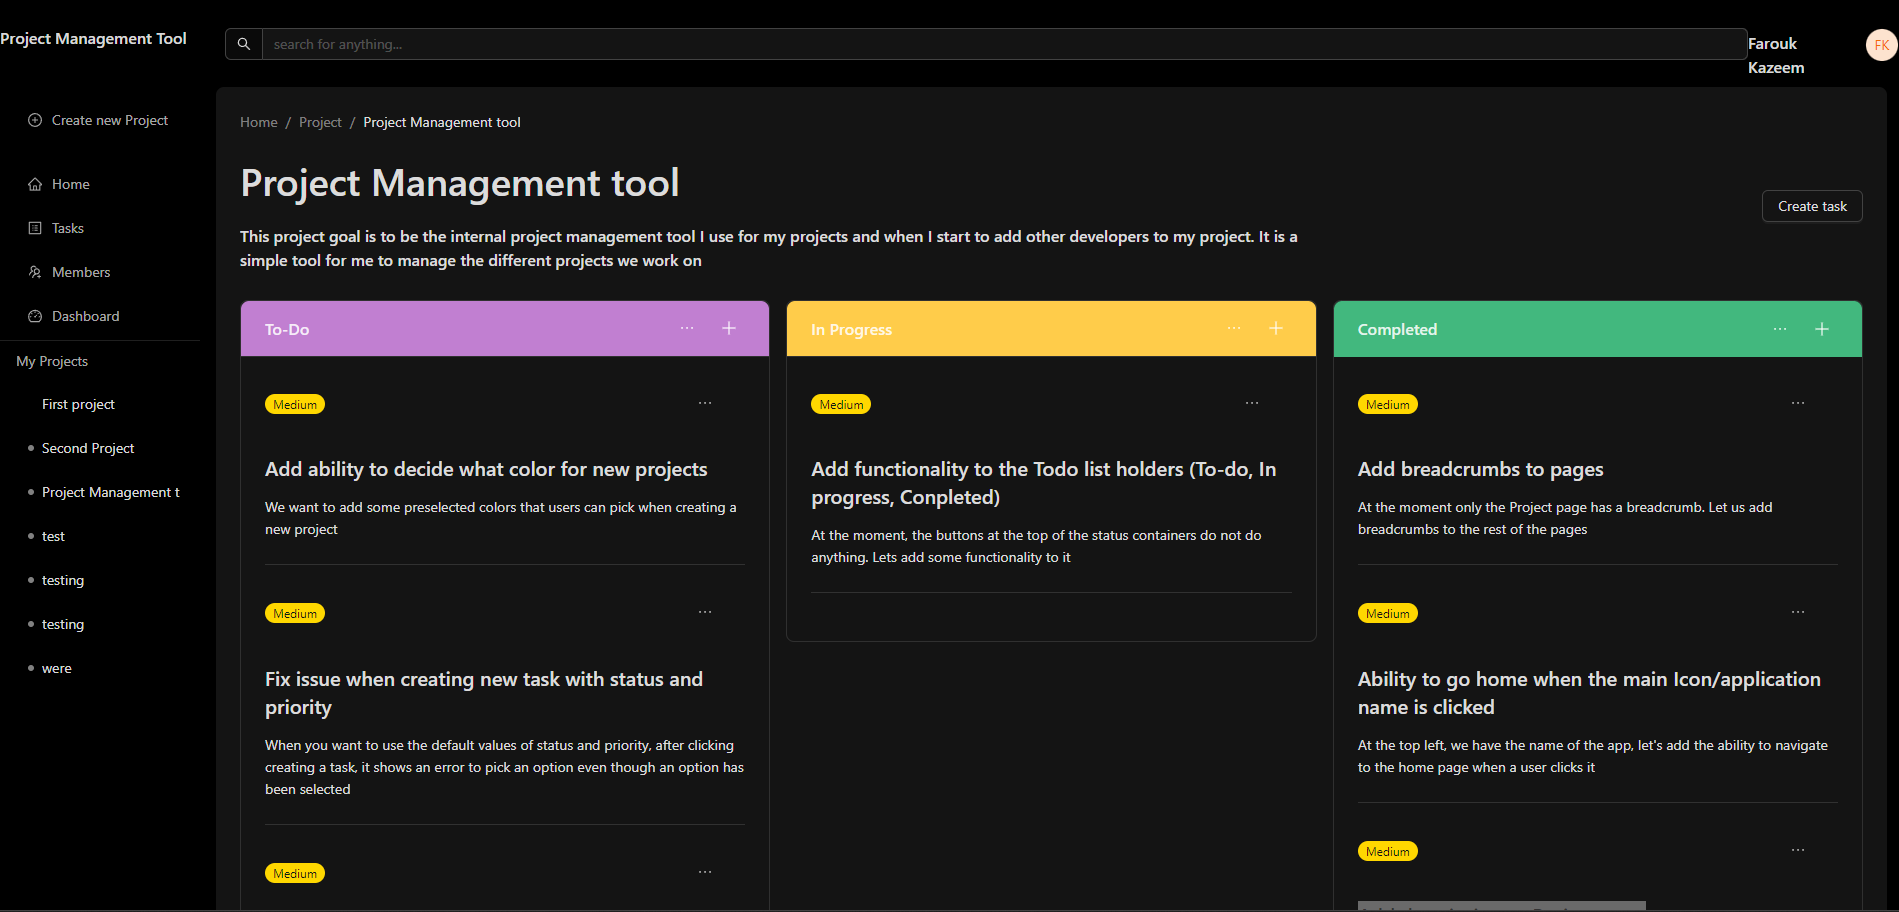 Project Management Tool
search for anything...
Farouk
Kazeem
FK
Create new Project
Home
Tasks
Members
Dashboard
My Projects
First project
Second Project
Project Management t
test
testing
testing
were
Home / Project / Project Management tool
Project Management tool
Create task
This project goal is to be the internal project management tool I use for my projects and when I start to add other developers to my project. It is a
simple tool for me to manage the different projects we work on
To-Do
Medium
Add ability to decide what color for new projects
We want to add some preselected colors that users can pick when creating a
new project
Medium
Fix issue when creating new task with status and
priority
When you want to use the default values of status and priority, after clicking
creating a task, it shows an error to pick an option even though an option has
been selected
Medium
In Progress
Medium
Add functionality to the Todo list holders (To-do, In
progress, Conpleted)
At the moment, the buttons at the top of the status containers do not do
anything. Lets add some functionality to it
Completed
Medium
Add breadcrumbs to pages
At the moment only the Project page has a breadcrumb. Let us add
breadcrumbs to the rest of the pages
Medium
Ability to go home when the main Icon/application
name is clicked
At the top left, we have the name of the app, let's add the ability to navigate
to the home page when a user clicks it
Medium